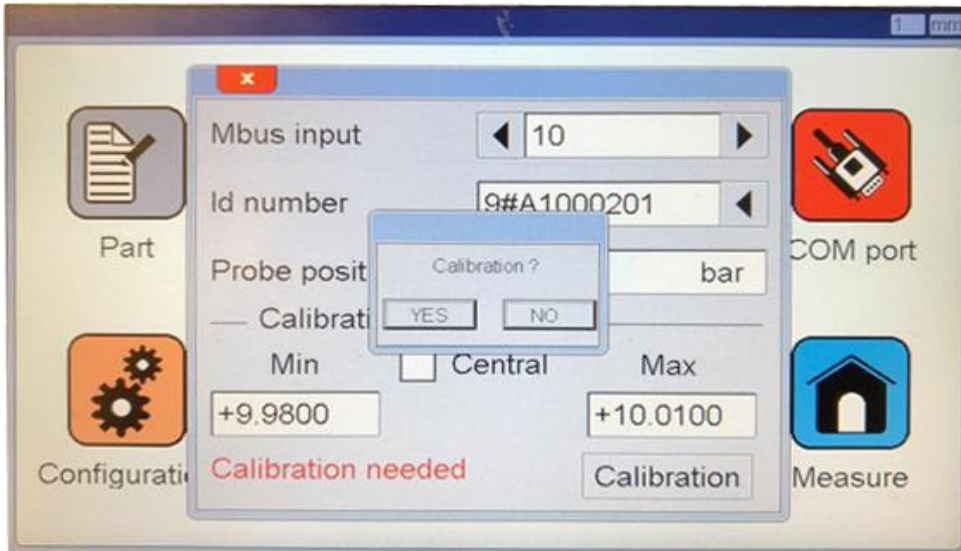 1 mm
Mbus input 10
Id number 9#A1000201
Part
COM port
Probe posit bar
Calibration ?
YES NO
Calibrati
Min Central Max
+9.9800 +10.0100
Configurati
Calibration needed Calibration
Measure